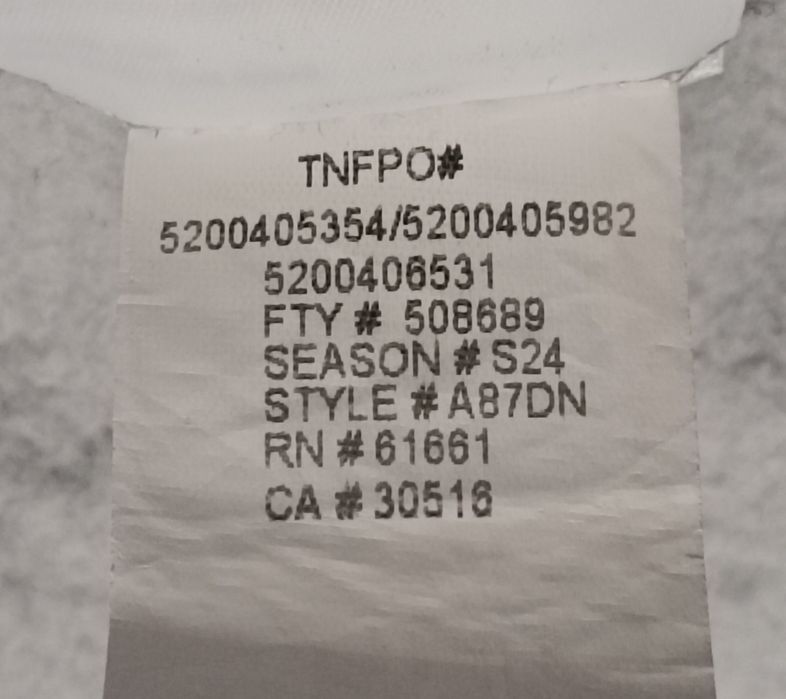 TNFPO#
5200405354/5200405982
5200406531
FTY # 508689
SEASON # S24
STYLE # A87DN
RN # 61661
CA # 30516